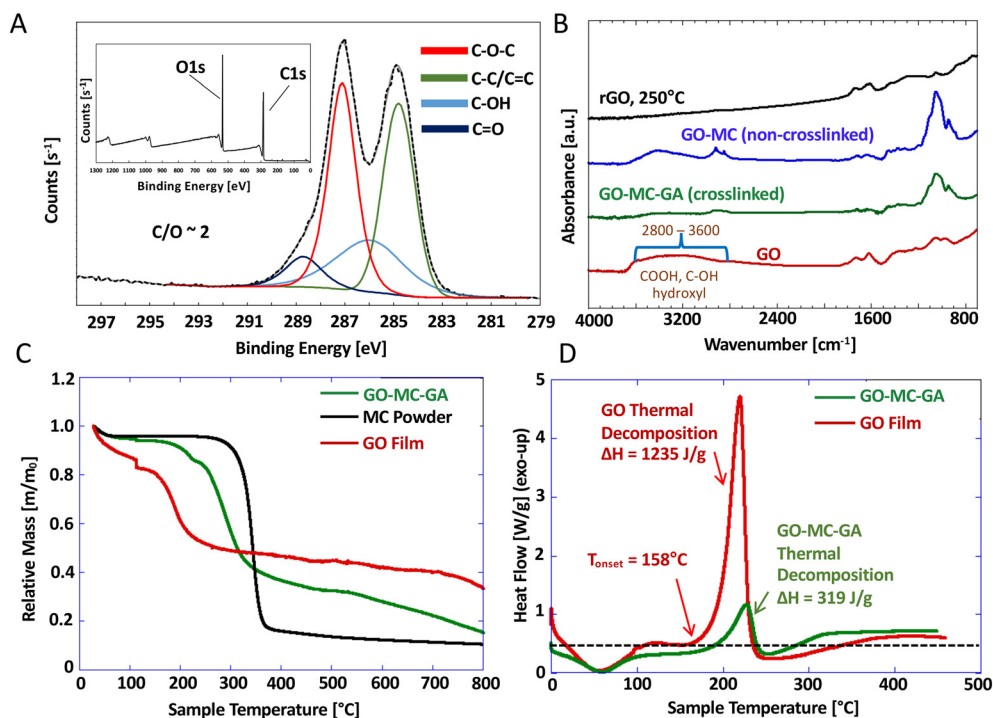 A
O1s
C1s
Counts [s-1]
1300 1200 1100 1000 900 800 700 600 500 400 300 200 100 0
Binding Energy [eV]
C-O-C
C-C/C=C
C-OH
C=O
C/O ~ 2
Counts [s-1]
297 295 293 291 289 287 285 283 281 279
Binding Energy [eV]
B
rGO, 250°C
GO-MC (non-crosslinked)
GO-MC-GA (crosslinked)
2800 – 3600
GO
COOH, C-OH
hydroxyl
Absorbance [a.u.]
4000 3200 2400 1600 800
Wavenumber [cm-1]
C
GO-MC-GA
MC Powder
GO Film
Relative Mass [m/m0]
1.2
1.0
0.8
0.6
0.4
0.2
0
0 100 200 300 400 500 600 700 800
Sample Temperature [°C]
D
GO Thermal
Decomposition
ΔH = 1235 J/g
GO-MC-GA
GO Film
Tonset = 158°C
GO-MC-GA
Thermal
Decomposition
ΔH = 319 J/g
Heat Flow [W/g] (exo-up)
5
4
3
2
1
0
0 100 200 300 400 500
Sample Temperature [°C]